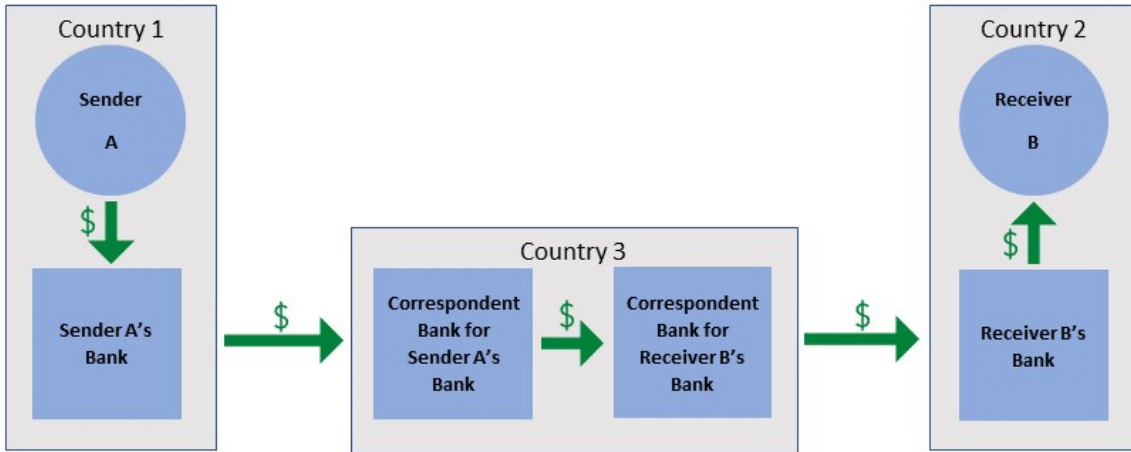 Country 1
Sender
A
$
Sender A's
Bank
$
Country 3
Correspondent
Bank for
Sender A's
Bank
$
Correspondent
Bank for
Receiver B's
Bank
$
Country 2
Receiver
B
$
Receiver B's
Bank